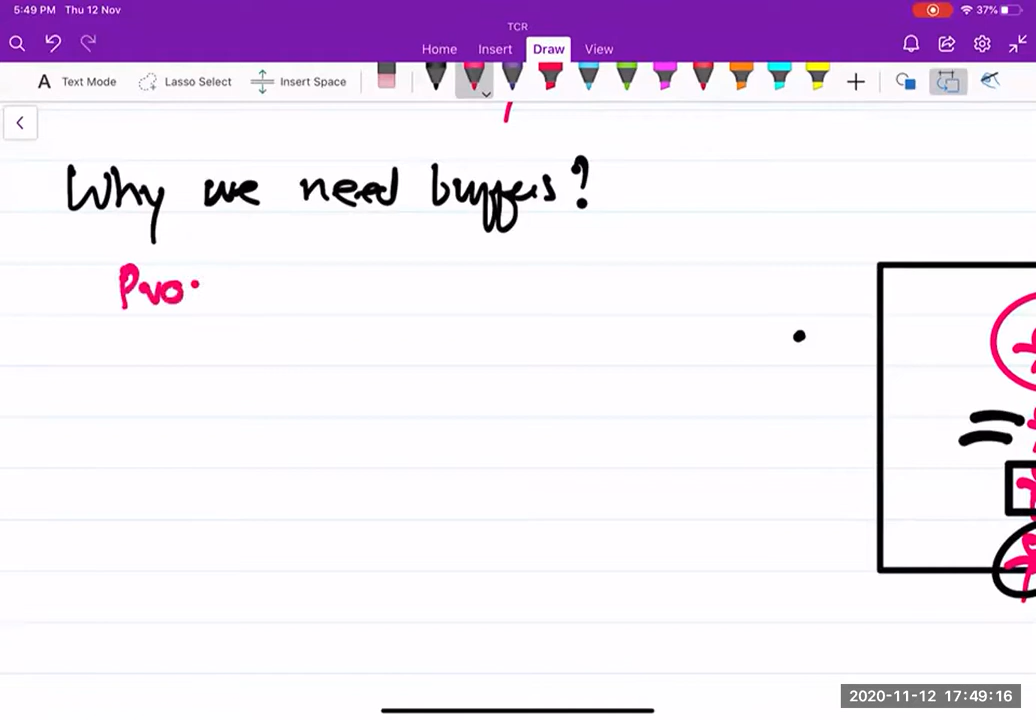 5:49 PM Thu 12 Nov
37%
TCR
Home Insert Draw View
A Text Mode Lasso Select Insert Space
Why we need buffers?
Pro.
2020-11-12 17:49:16